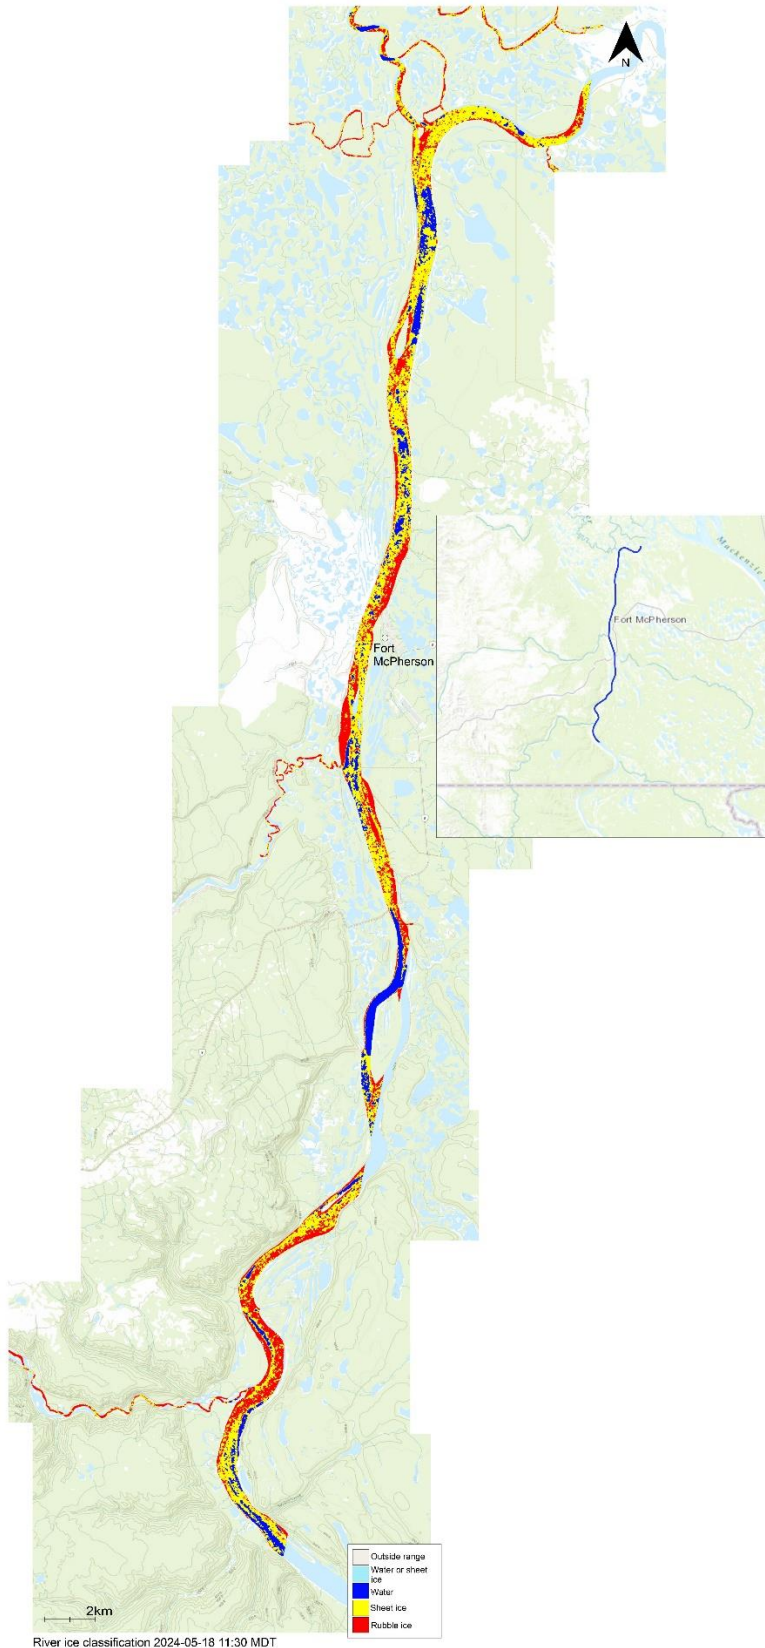 N
Mackenzie
Fort McPherson
Fort
McPherson
Outside range
Water or sheet
ice
Water
Sheet ice
Rubble ice
2km
River ice classification 2024-05-18 11:30 MDT